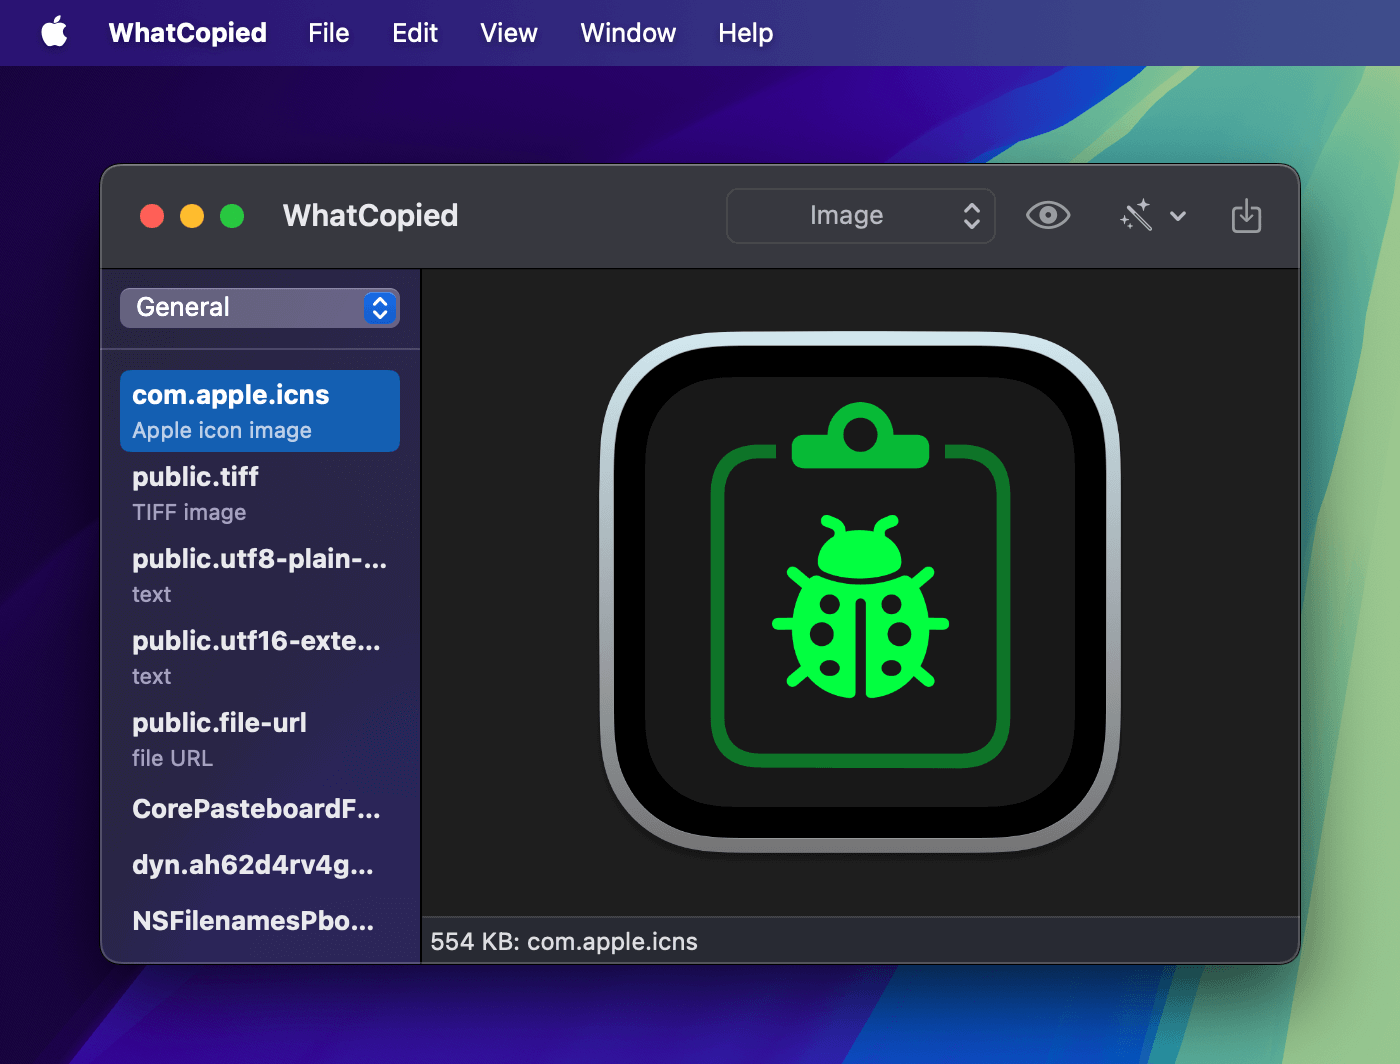 WhatCopied File Edit View Window Help
WhatCopied Image
General
com.apple.icns
Apple icon image
public.tiff
TIFF image
public.utf8-plain-...
text
public.utf16-exte...
text
public.file-url
file URL
CorePasteboardF...
dyn.ah62d4rv4g...
NSFilenamesPbo...
554 KB: com.apple.icns